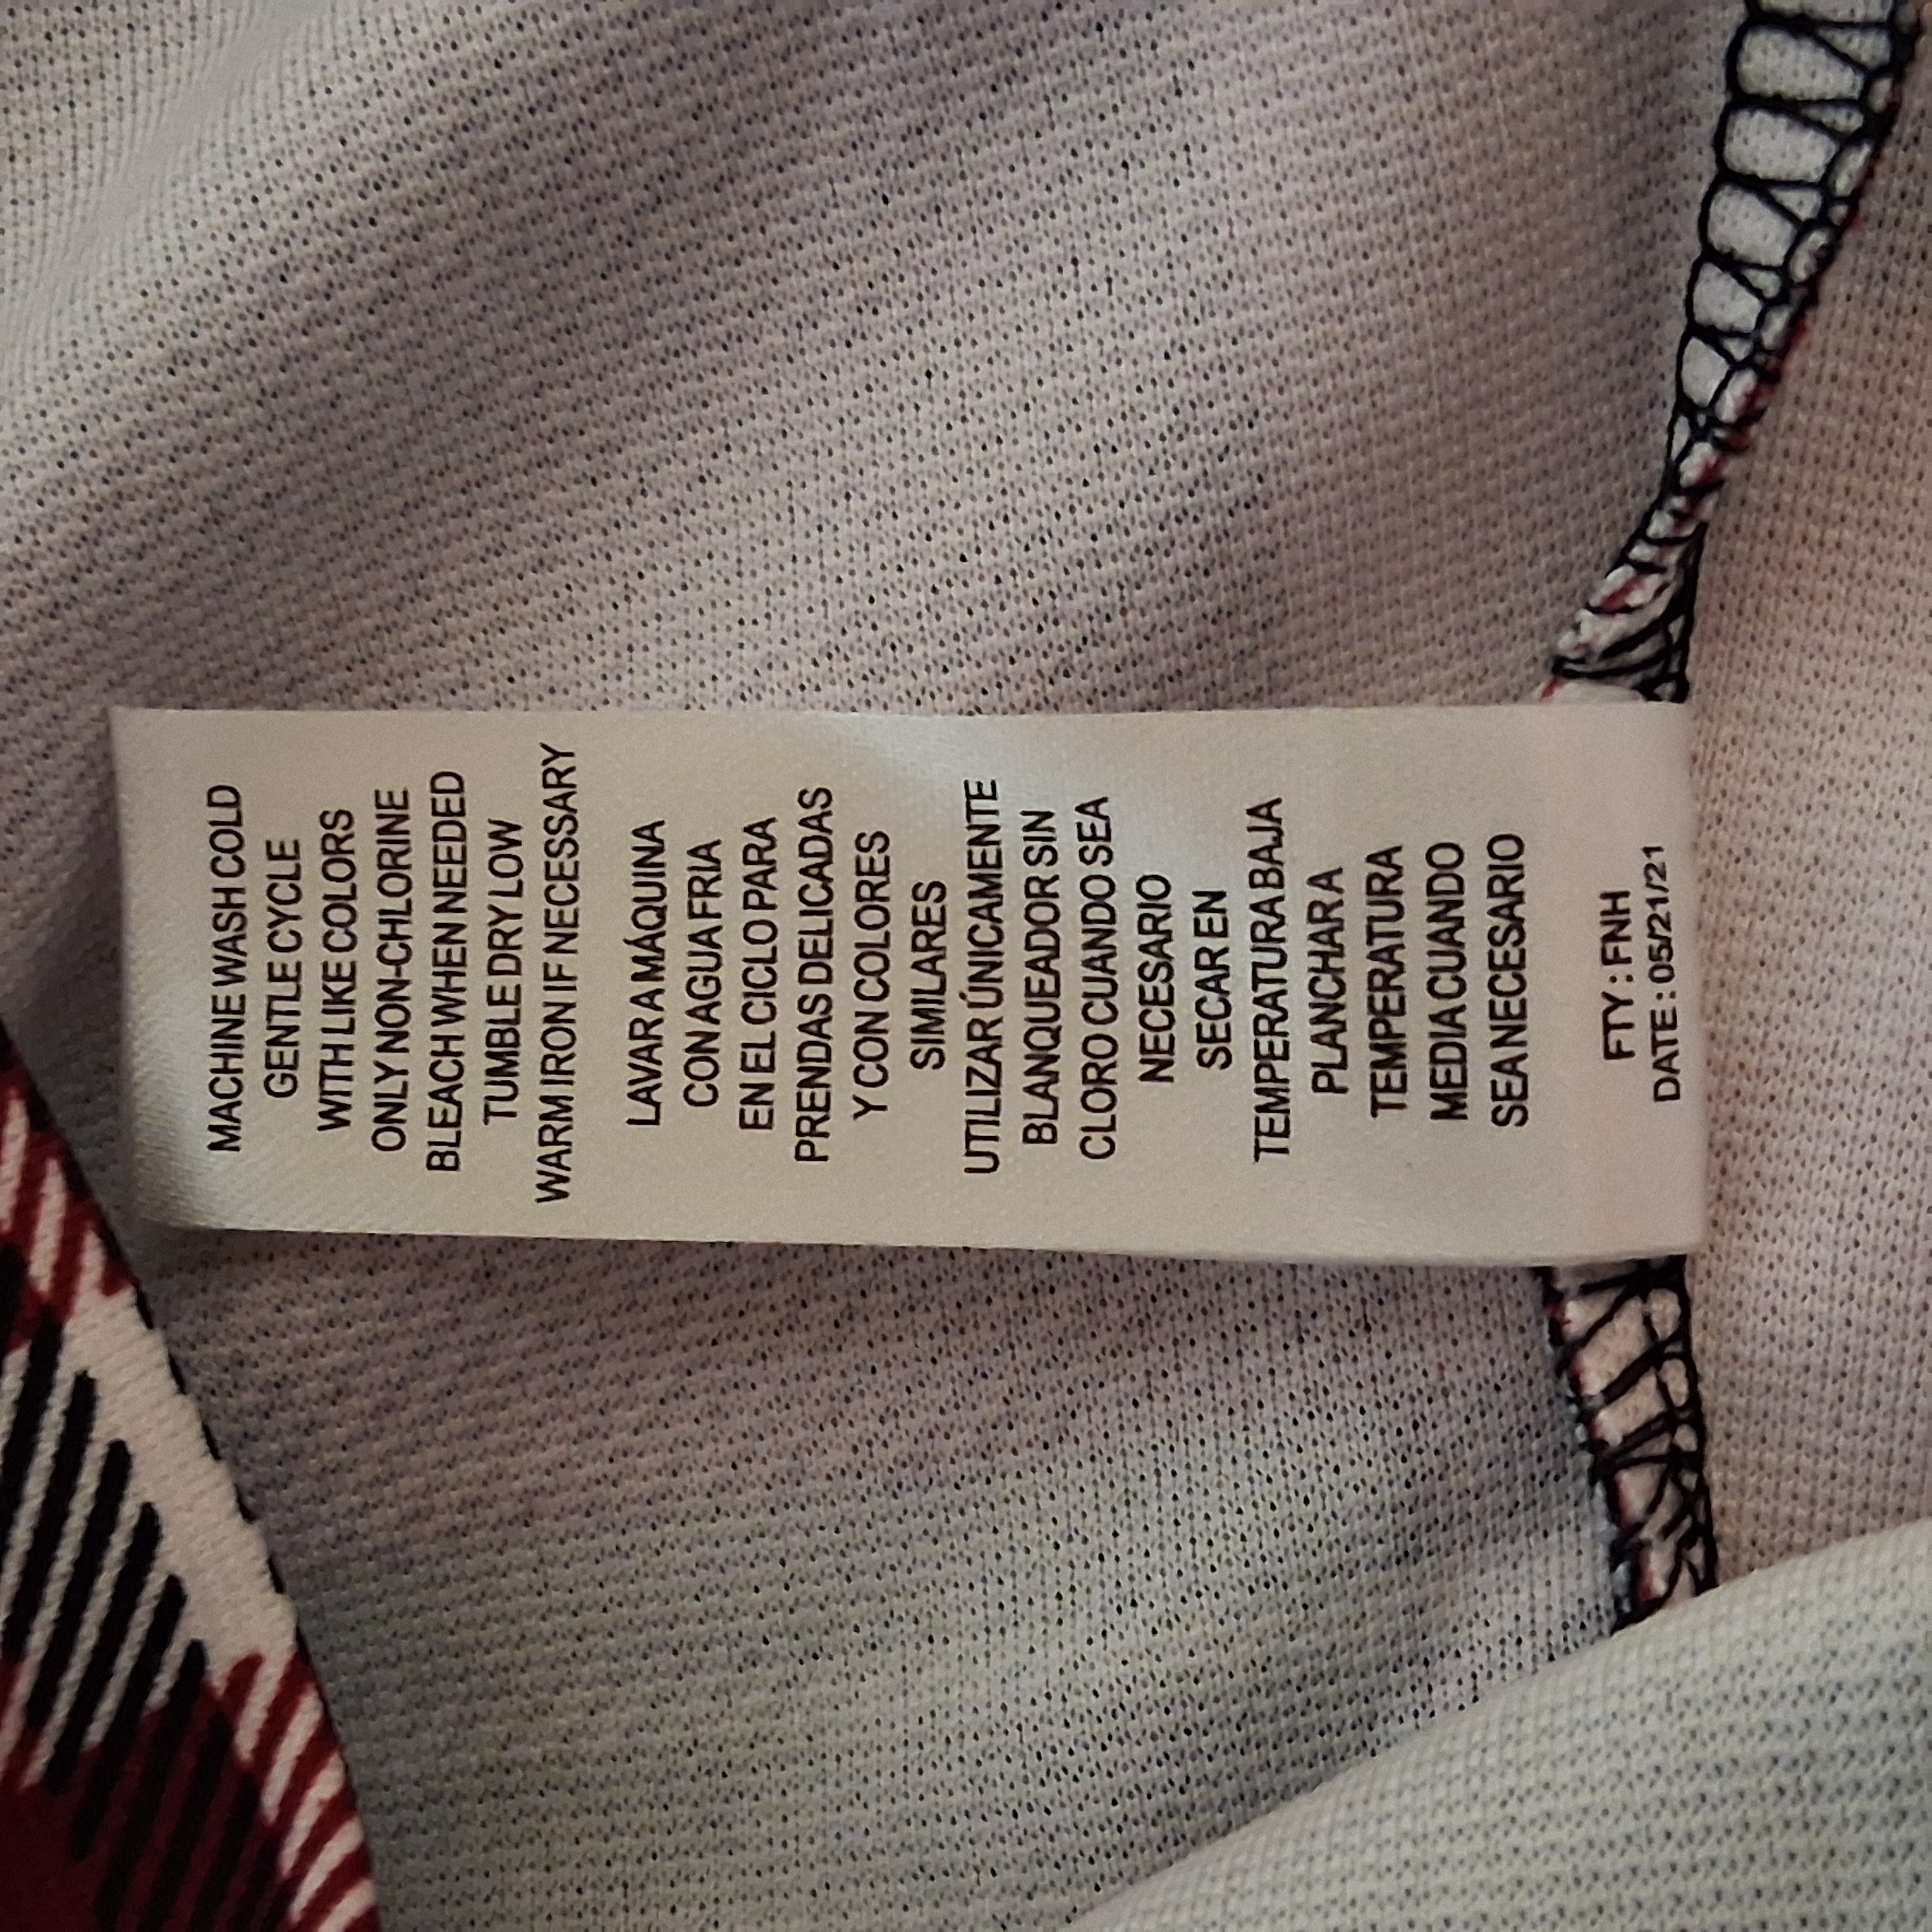 MACHINE WASH COLD
GENTLE CYCLE
WITH LIKE COLORS
ONLY NON-CHLORINE
BLEACH WHEN NEEDED
TUMBLE DRY LOW
WARM IRON IF NECESSARY
LAVAR A MÁQUINA
CON AGUA FRIA
EN EL CICLO PARA
PRENDAS DELICADAS
Y CON COLORES
SIMILARES
UTILIZAR ÚNICAMENTE
BLANQUEADOR SIN
CLORO CUANDO SEA
NECESARIO
SECAR EN
TEMPERATURA BAJA
PLANCHAR A
TEMPERATURA
MEDIA CUANDO
SEA NECESARIO
FTY : FNH
DATE : 05/21/21